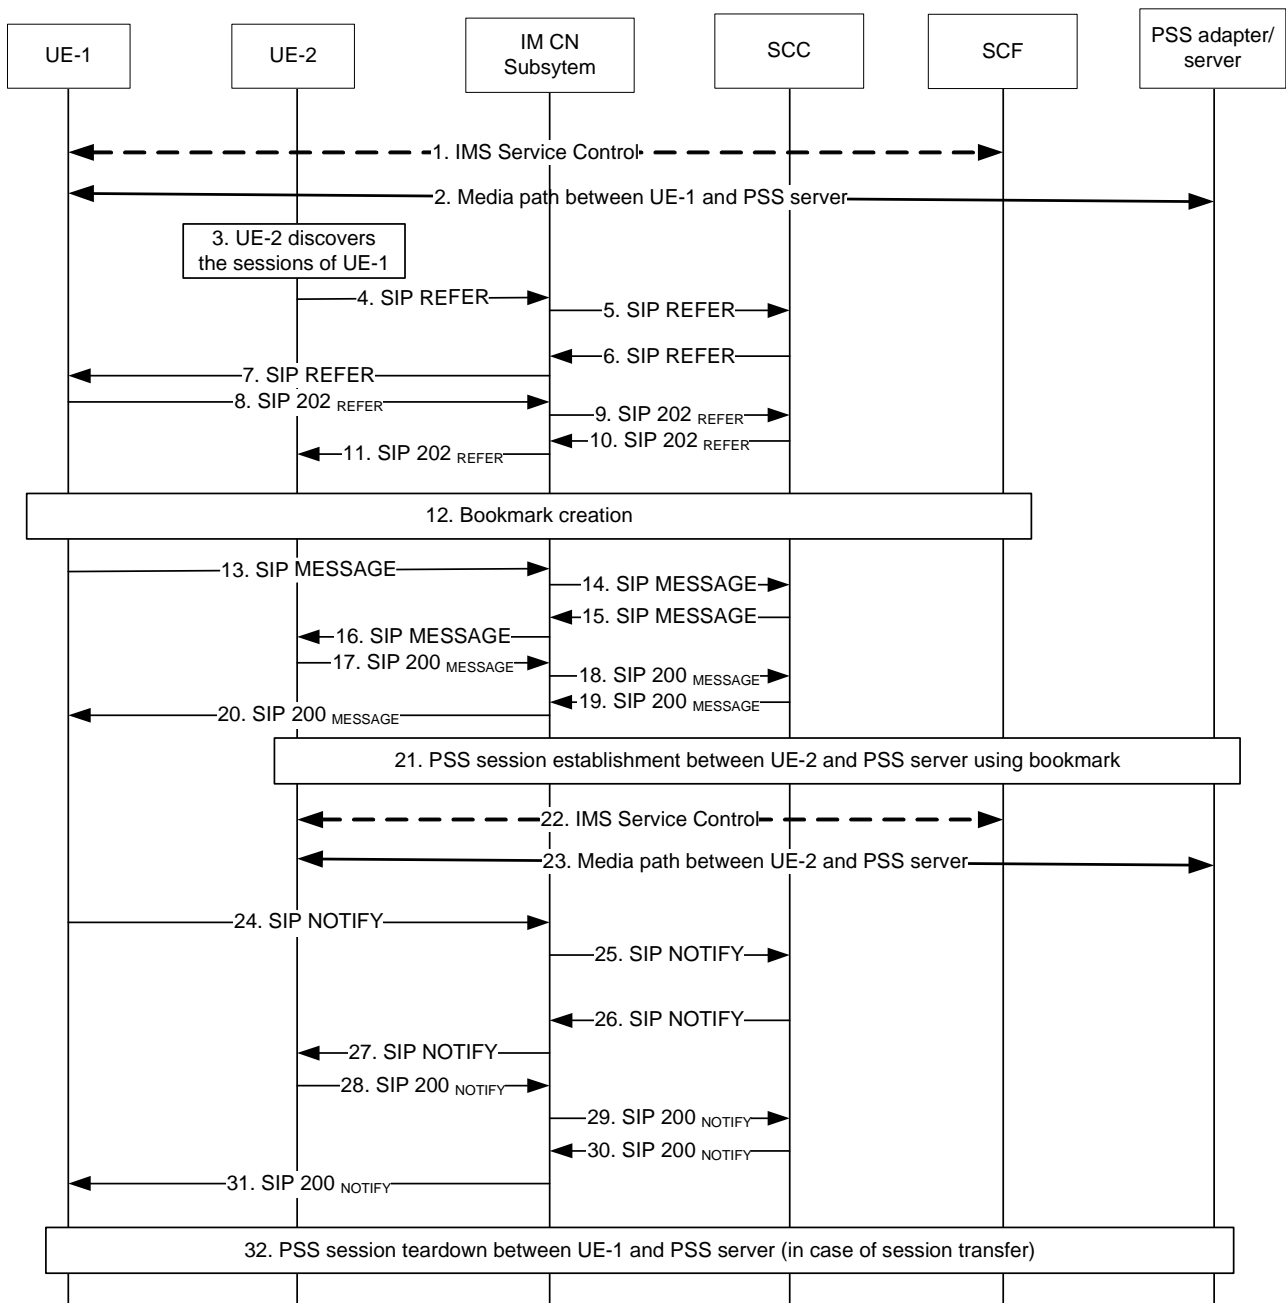 UE-1
UE-2
IM CN
Subsytem
SCC
SCF
PSS adapter/
server
1. IMS Service Control
2. Media path between UE-1 and PSS server
3. UE-2 discovers
the sessions of UE-1
4. SIP REFER
5. SIP REFER
6. SIP REFER
7. SIP REFER
8. SIP 202 REFER
9. SIP 202 REFER
10. SIP 202 REFER
11. SIP 202 REFER
12. Bookmark creation
13. SIP MESSAGE
14. SIP MESSAGE
15. SIP MESSAGE
16. SIP MESSAGE
17. SIP 200 MESSAGE
18. SIP 200 MESSAGE
19. SIP 200 MESSAGE
20. SIP 200 MESSAGE
21. PSS session establishment between UE-2 and PSS server using bookmark
22. IMS Service Control
23. Media path between UE-2 and PSS server
24. SIP NOTIFY
25. SIP NOTIFY
26. SIP NOTIFY
27. SIP NOTIFY
28. SIP 200 NOTIFY
29. SIP 200 NOTIFY
30. SIP 200 NOTIFY
31. SIP 200 NOTIFY
32. PSS session teardown between UE-1 and PSS server (in case of session transfer)